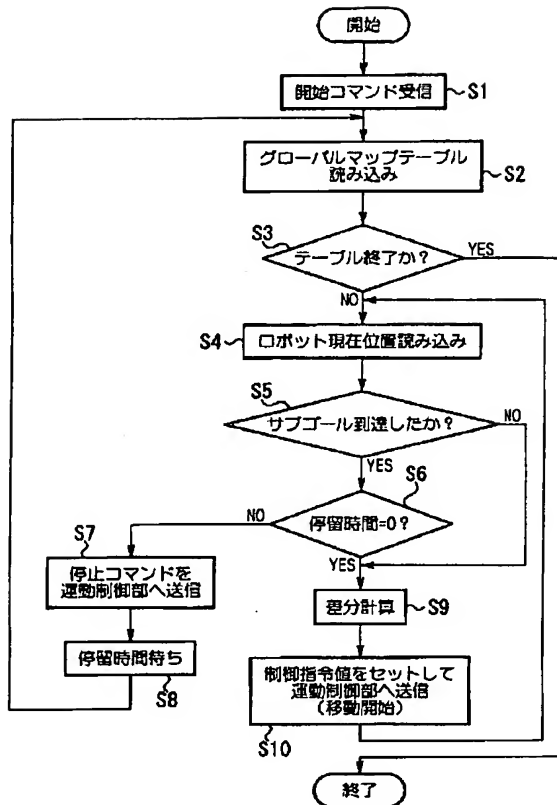 開始
開始コマンド受信
S1
グローバルマップテーブル
読み込み
S2
S3
テーブル終了か？
YES
NO
S4
ロボット現在位置読み込み
S5
サブゴール到達したか？
NO
YES
S6
停留時間=0？
NO
YES
S7
停止コマンドを
運動制御部へ送信
差分計算
S9
停留時間待ち
S8
制御指令値をセットして
運動制御部へ送信
（移動開始）
S10
終了